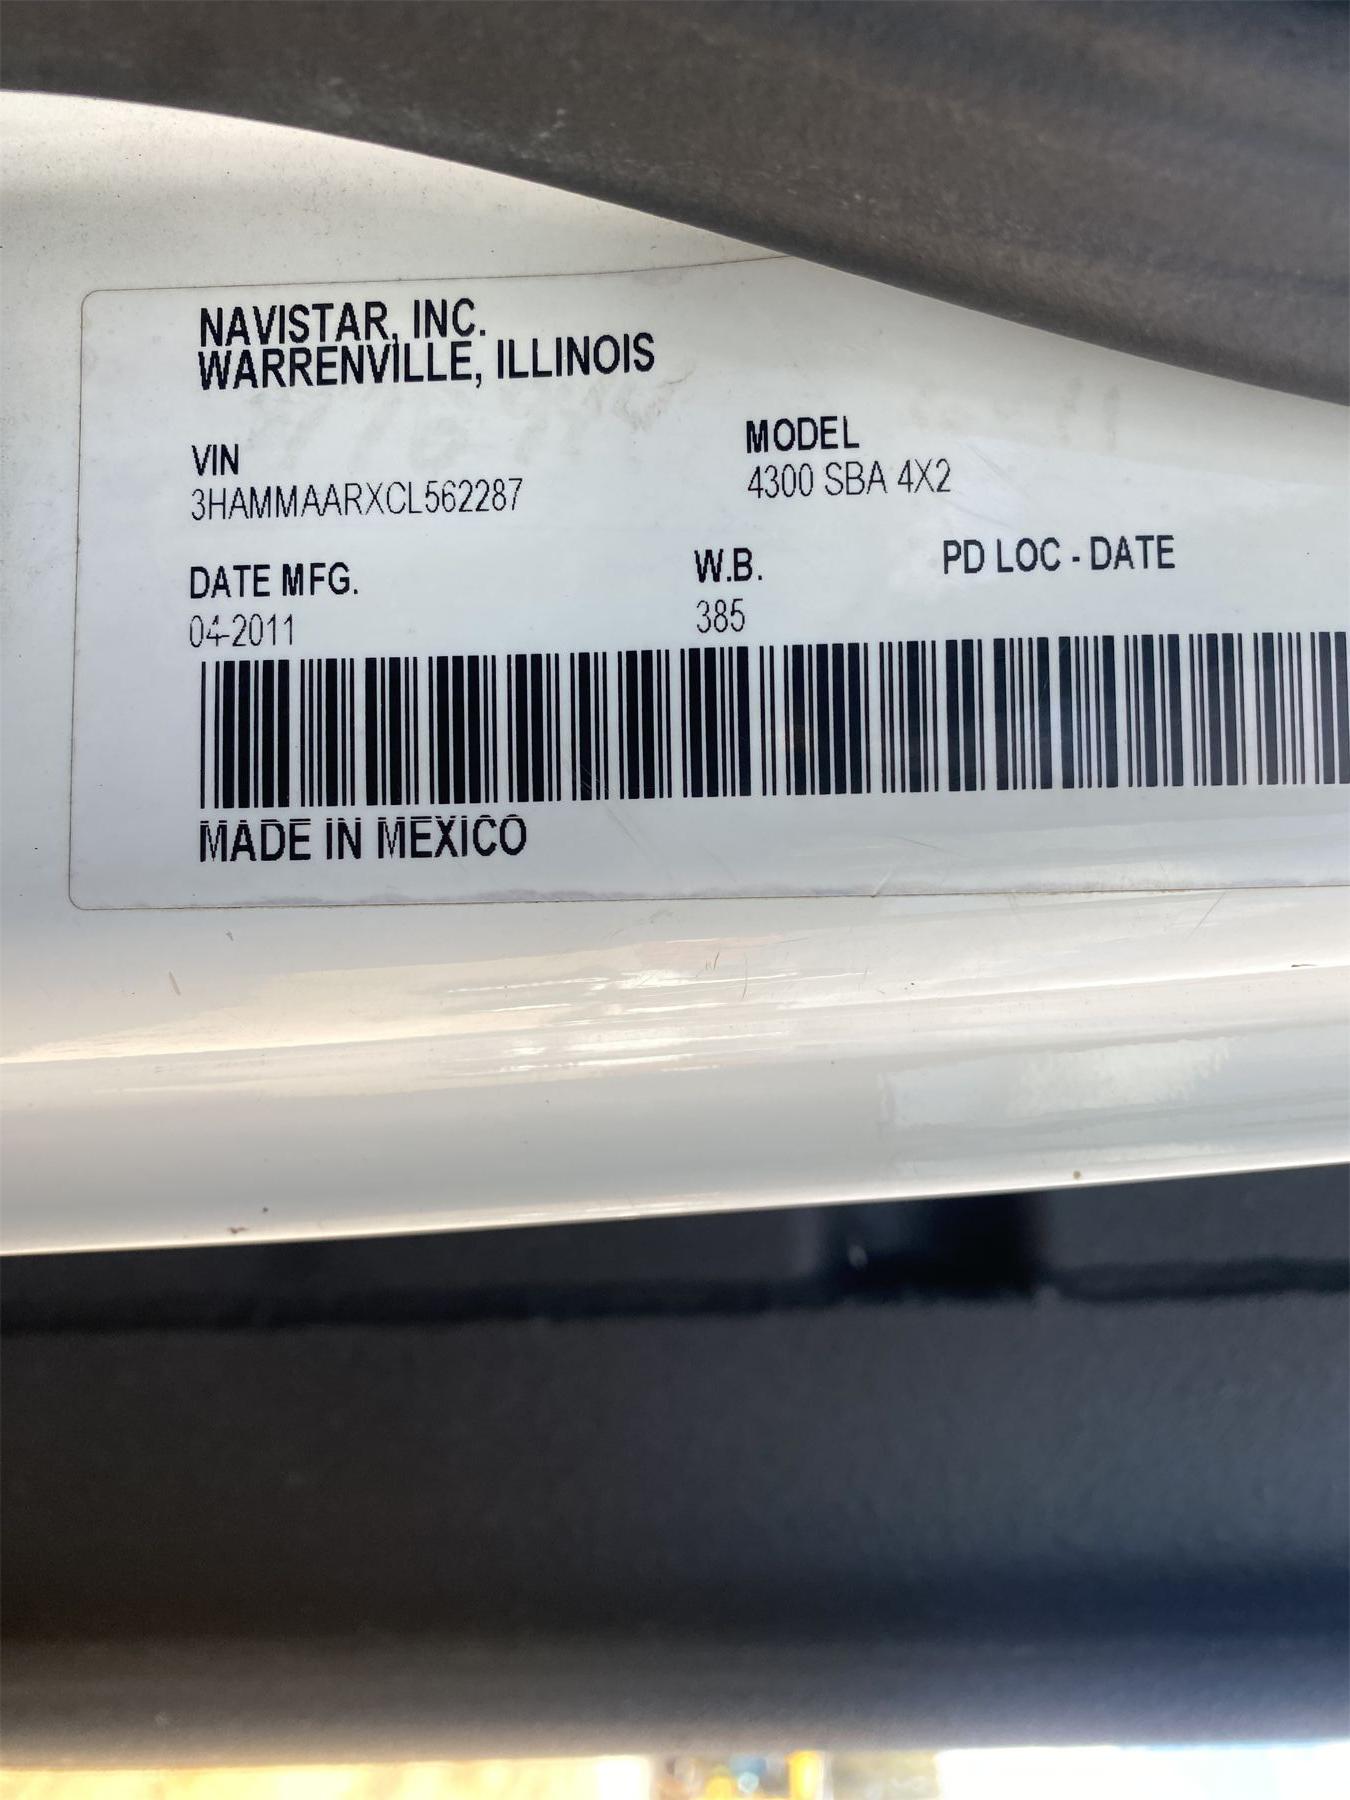 NAVISTAR, INC.
WARRENVILLE, ILLINOIS
VIN
3HAMMAARXCL562287
MODEL
4300 SBA 4X2
DATE MFG.
04-2011
W.B.
385
PD LOC - DATE
MADE IN MEXICO